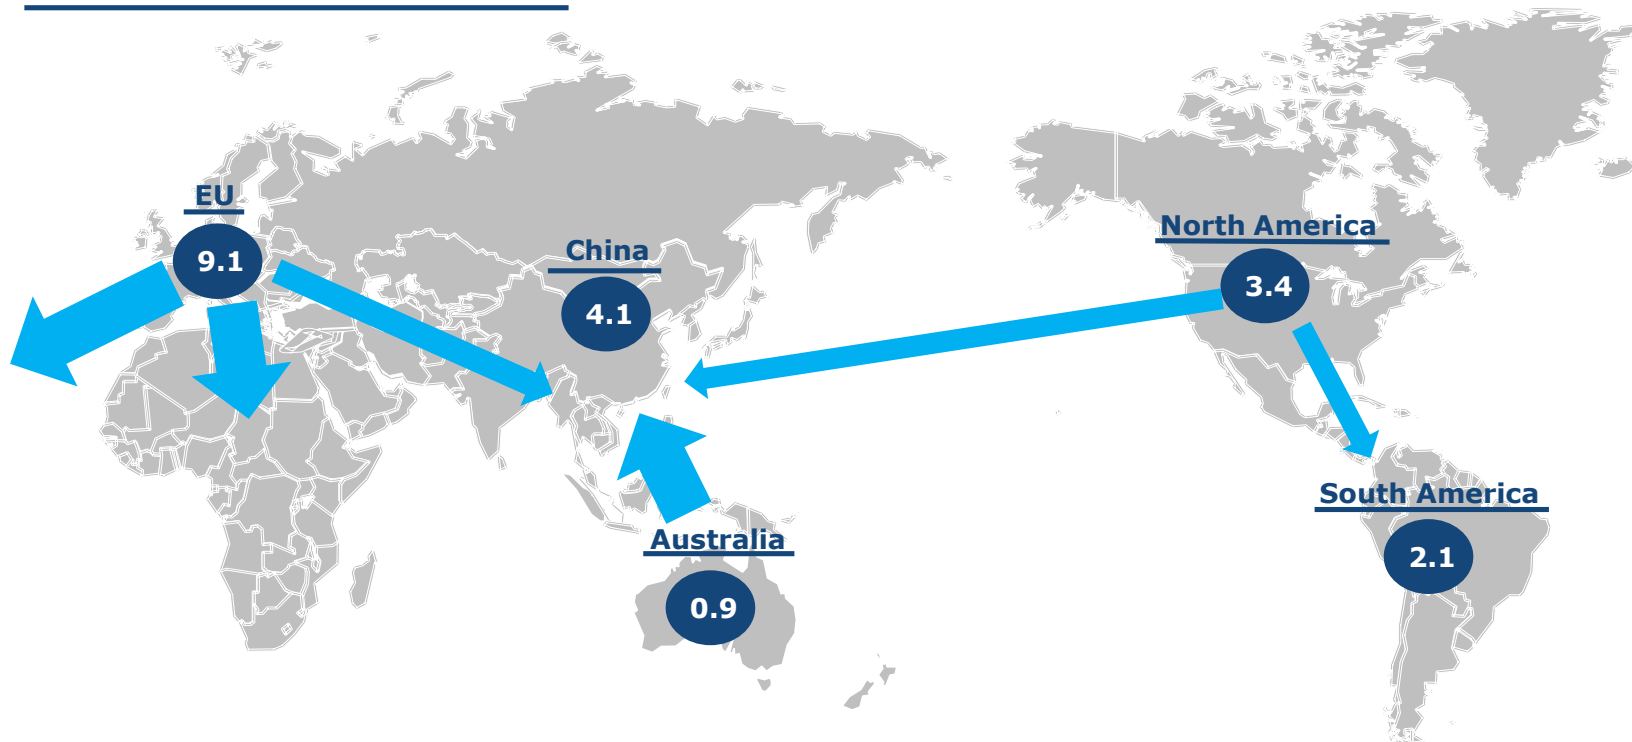 EU
9.1
China
4.1
North America
3.4
South America
2.1
Australia
0.9